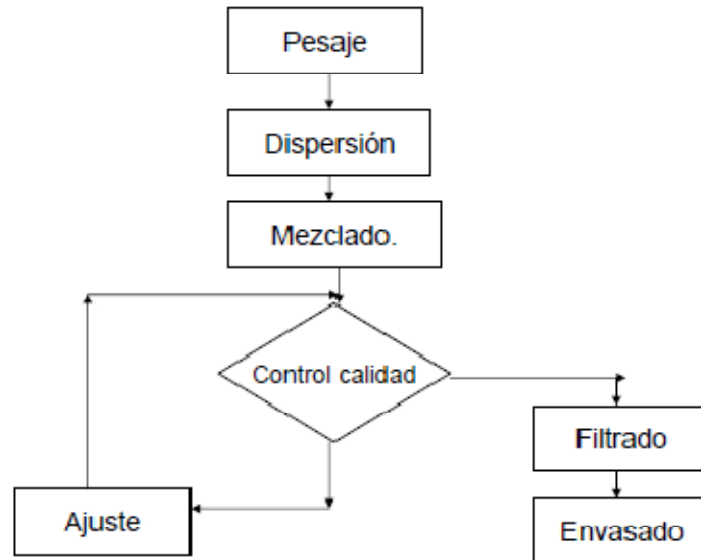 Pesaje
Dispersión
Mezclado.
Control calidad
Filtrado
Ajuste
Envasado